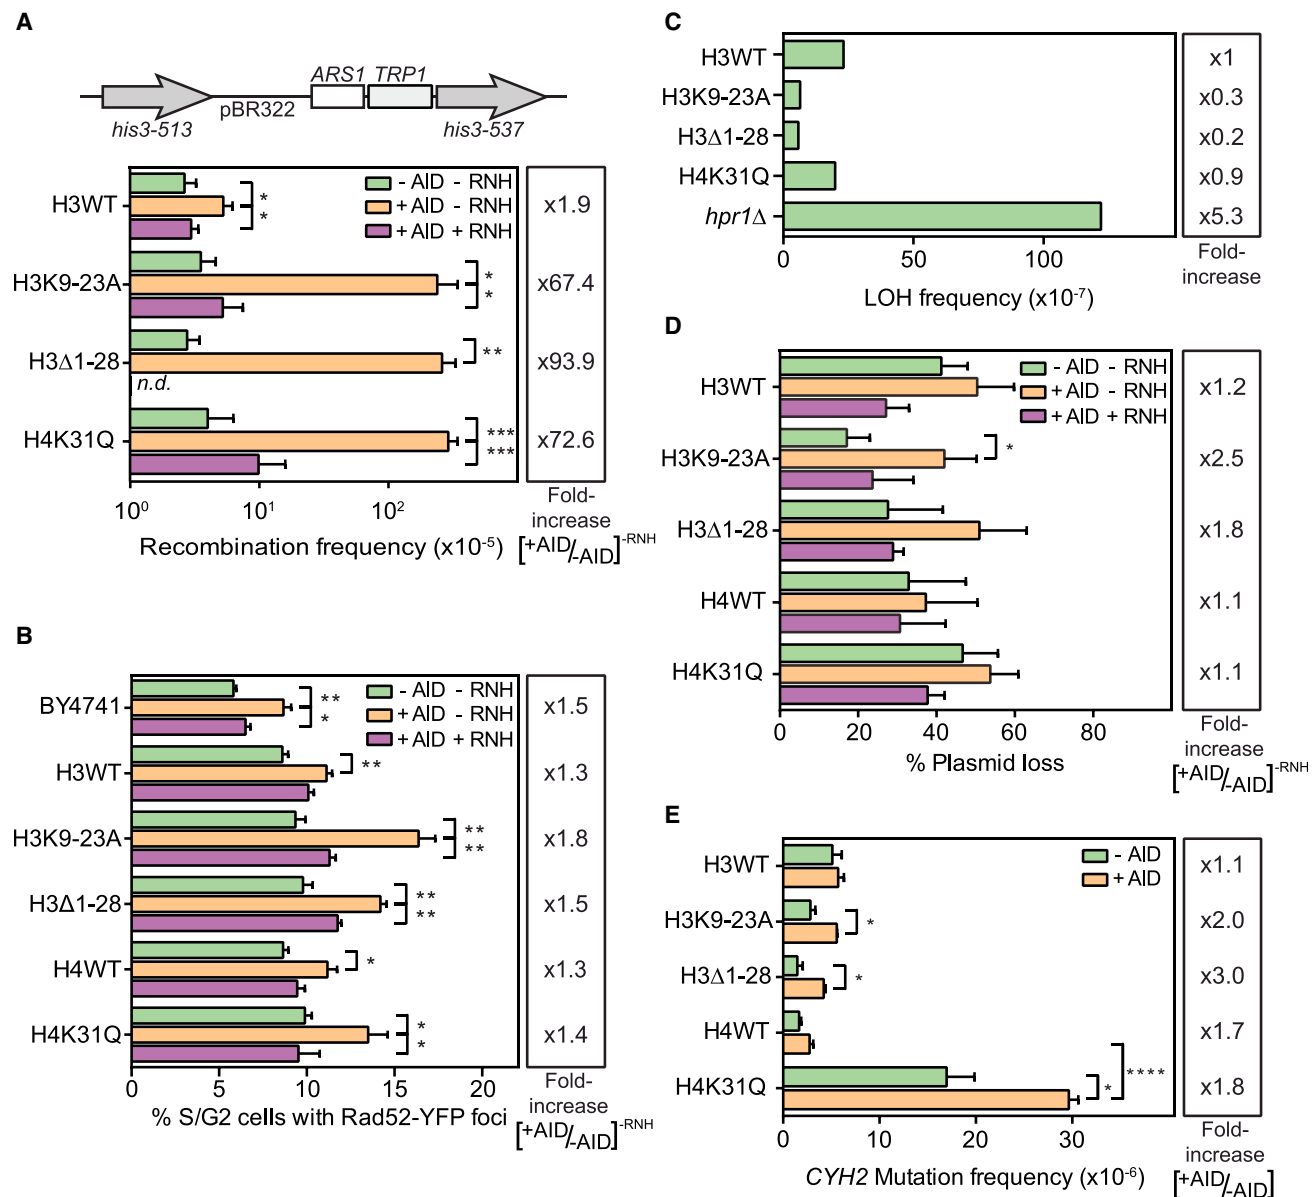 A
ARS1 TRP1
pBR322
his3-513
his3-537
- AID - RNH
+ AID - RNH
+ AID + RNH
H3WT
*
*
x1.9
H3K9-23A
*
*
x67.4
H3Δ1-28
**
x93.9
n.d.
H4K31Q
***
***
x72.6
10⁰ 10¹ 10²
Recombination frequency (x10⁻⁵)
Fold-
increase
[+AID/-AID]-RNH
B
- AID - RNH
+ AID - RNH
+ AID + RNH
BY4741
**
*
x1.5
H3WT
**
x1.3
H3K9-23A
**
**
x1.8
H3Δ1-28
**
**
x1.5
H4WT
*
x1.3
H4K31Q
*
*
x1.4
0 5 10 15 20
% S/G2 cells with Rad52-YFP foci
Fold-
increase
[+AID/-AID]-RNH
C
H3WT x1
H3K9-23A x0.3
H3Δ1-28 x0.2
H4K31Q x0.9
hpr1Δ x5.3
0 50 100
LOH frequency (x10⁻⁷)
Fold-
increase
D
- AID - RNH
+ AID - RNH
+ AID + RNH
H3WT x1.2
H3K9-23A * x2.5
H3Δ1-28 x1.8
H4WT x1.1
H4K31Q x1.1
0 20 40 60 80
% Plasmid loss
Fold-
increase
[+AID/-AID]-RNH
E
- AID
+ AID
H3WT x1.1
H3K9-23A * x2.0
H3Δ1-28 * x3.0
H4WT x1.7
H4K31Q * **** x1.8
0 10 20 30
CYH2 Mutation frequency (x10⁻⁶)
Fold-
increase
[+AID/-AID]